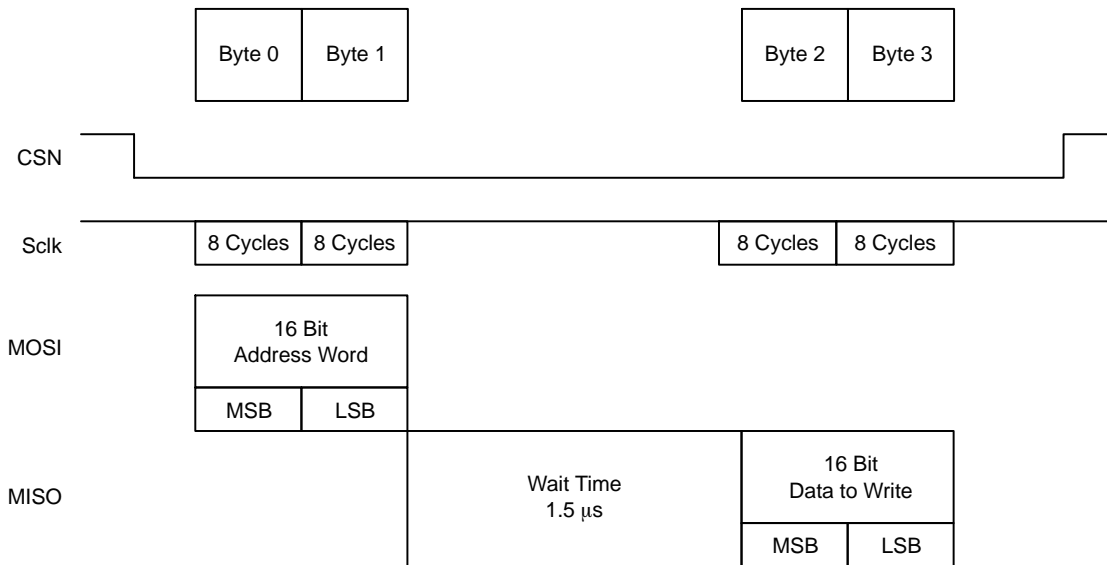 Byte 0
Byte 1
Byte 2
Byte 3
CSN
Sclk
8 Cycles
8 Cycles
8 Cycles
8 Cycles
MOSI
16 Bit
Address Word
MSB
LSB
MISO
Wait Time
1.5 μs
16 Bit
Data to Write
MSB
LSB